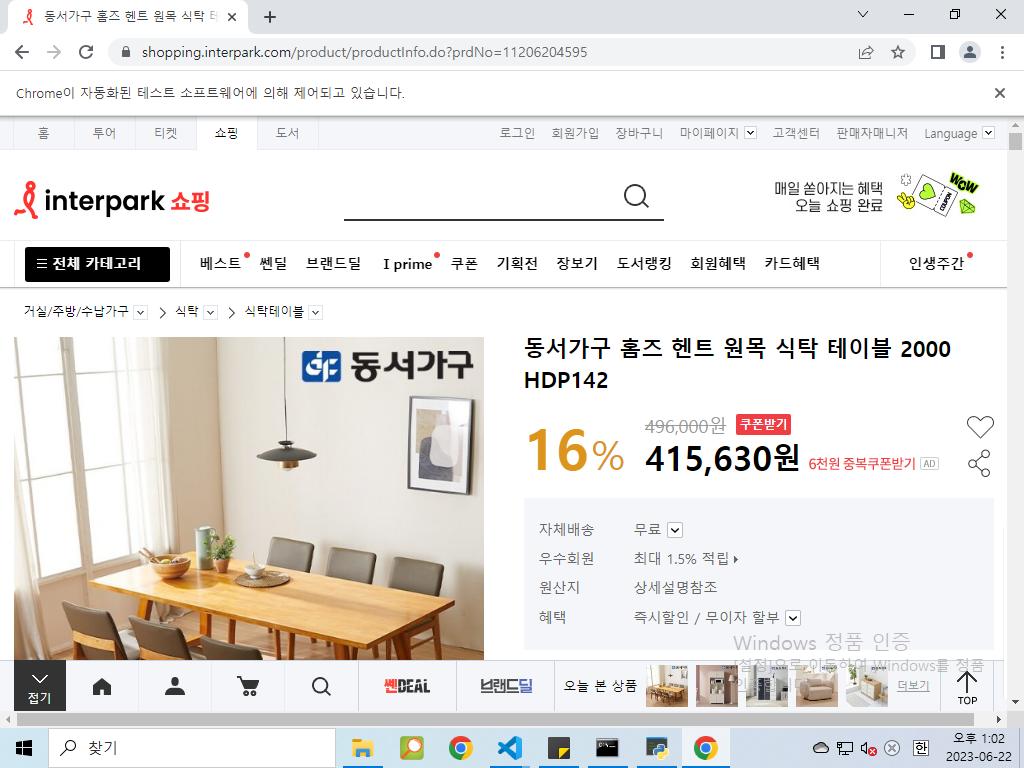 동서가구 홈즈 헨트 원목 식탁 테
shopping.interpark.com/product/productInfo.do?prdNo=11206204595
Chrome이 자동화된 테스트 소프트웨어에 의해 제어되고 있습니다.
홈 투어 티켓 쇼핑 도서 로그인 회원가입 장바구니 마이페이지 고객센터 판매자매니저 Language
interpark 쇼핑
매일 쏟아지는 혜택
오늘 쇼핑 완료
WOW
COUPON
전체 카테고리 베스트 쎈딜 브랜드딜 I prime 쿠폰 기획전 장보기 도서랭킹 회원혜택 카드혜택 인생주간
거실/주방/수납가구 식탁 식탁테이블
동서가구
동서가구 홈즈 헨트 원목 식탁 테이블 2000
HDP142
496,000원 쿠폰받기
16% 415,630원 6천원 중복쿠폰받기 AD
자체배송 무료
우수회원 최대 1.5% 적립
원산지 상세설명참조
혜택 즉시할인 / 무이자 할부
Windows 정품 인증
[설정]으로 이동하여 Windows를 정품
접기 쎈DEAL 브랜드딜 오늘 본 상품 더보기 TOP
찾기 한 오후 1:02
2023-06-22